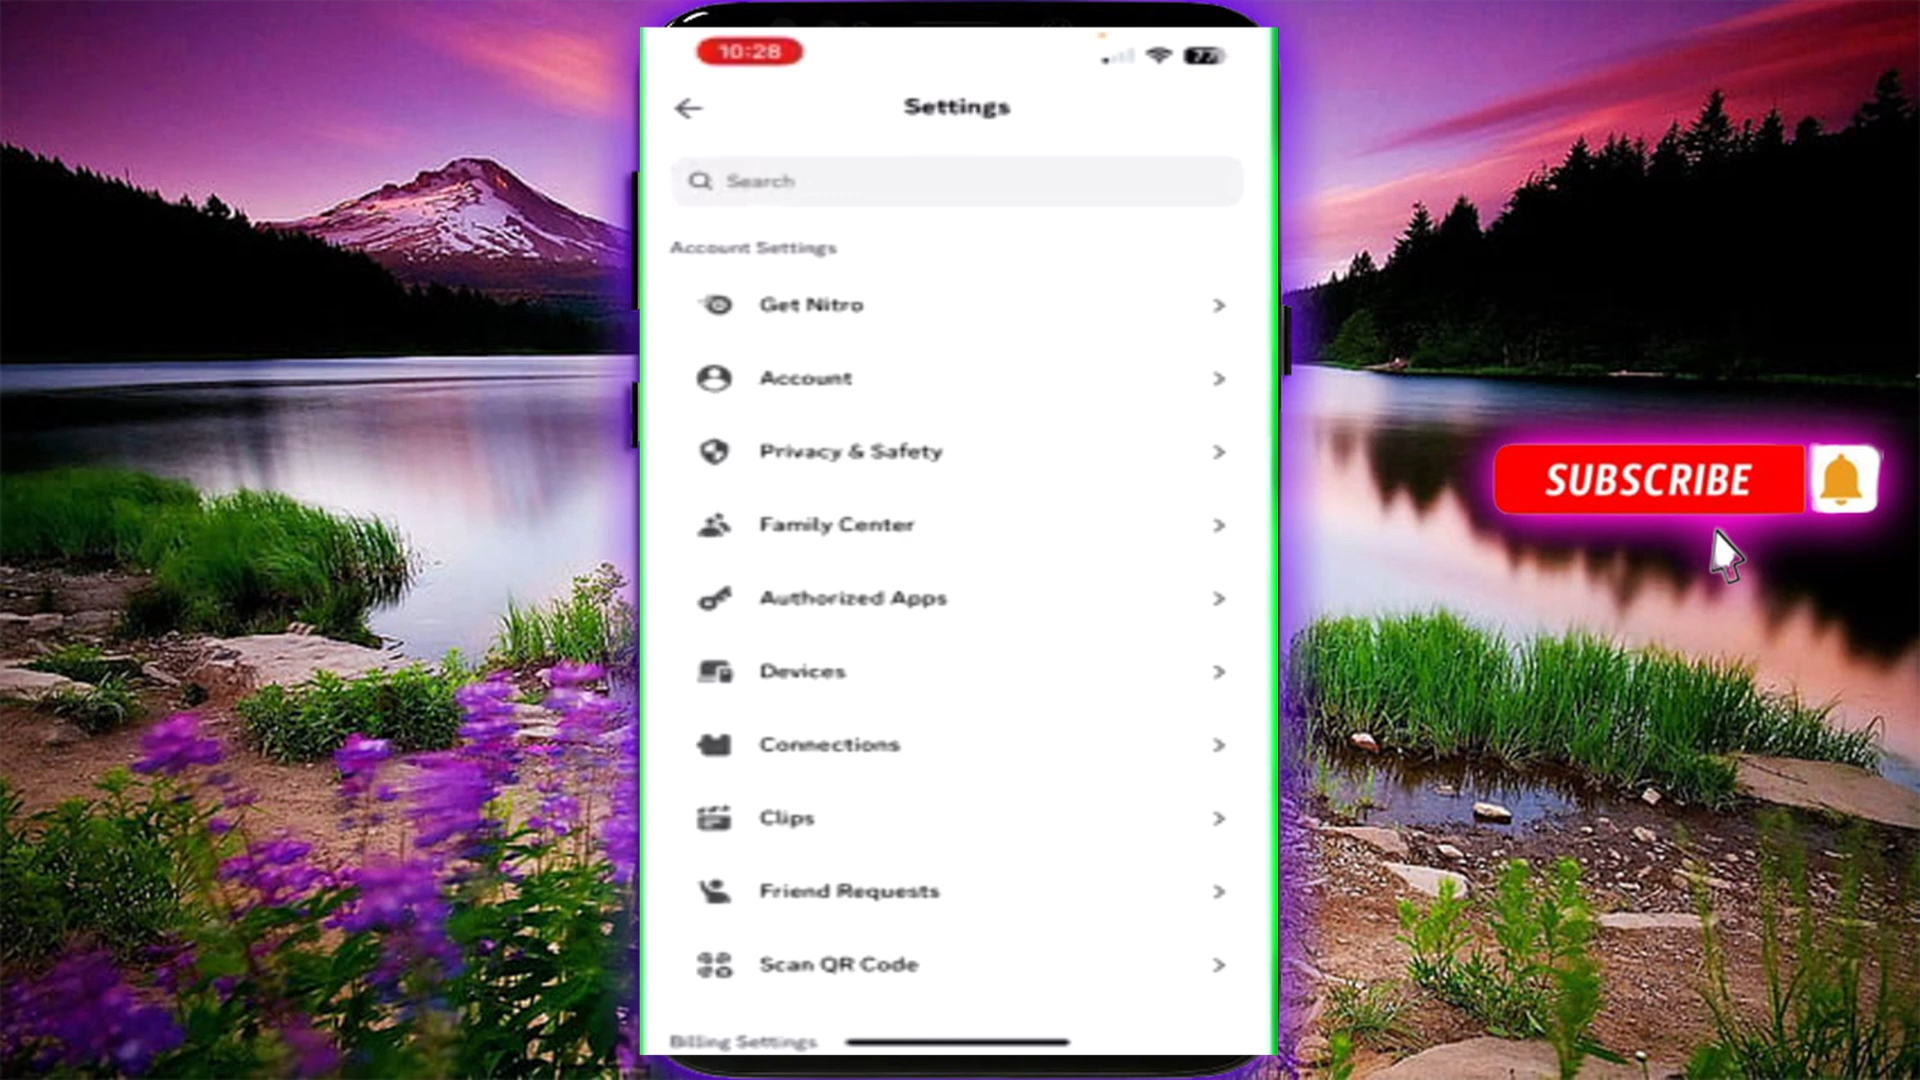 10:28
77
Settings
Search
Account Settings
Get Nitro
Account
Privacy & Safety
Family Center
Authorized Apps
Devices
Connections
Clips
Friend Requests
Scan QR Code
Billing Settings
SUBSCRIBE